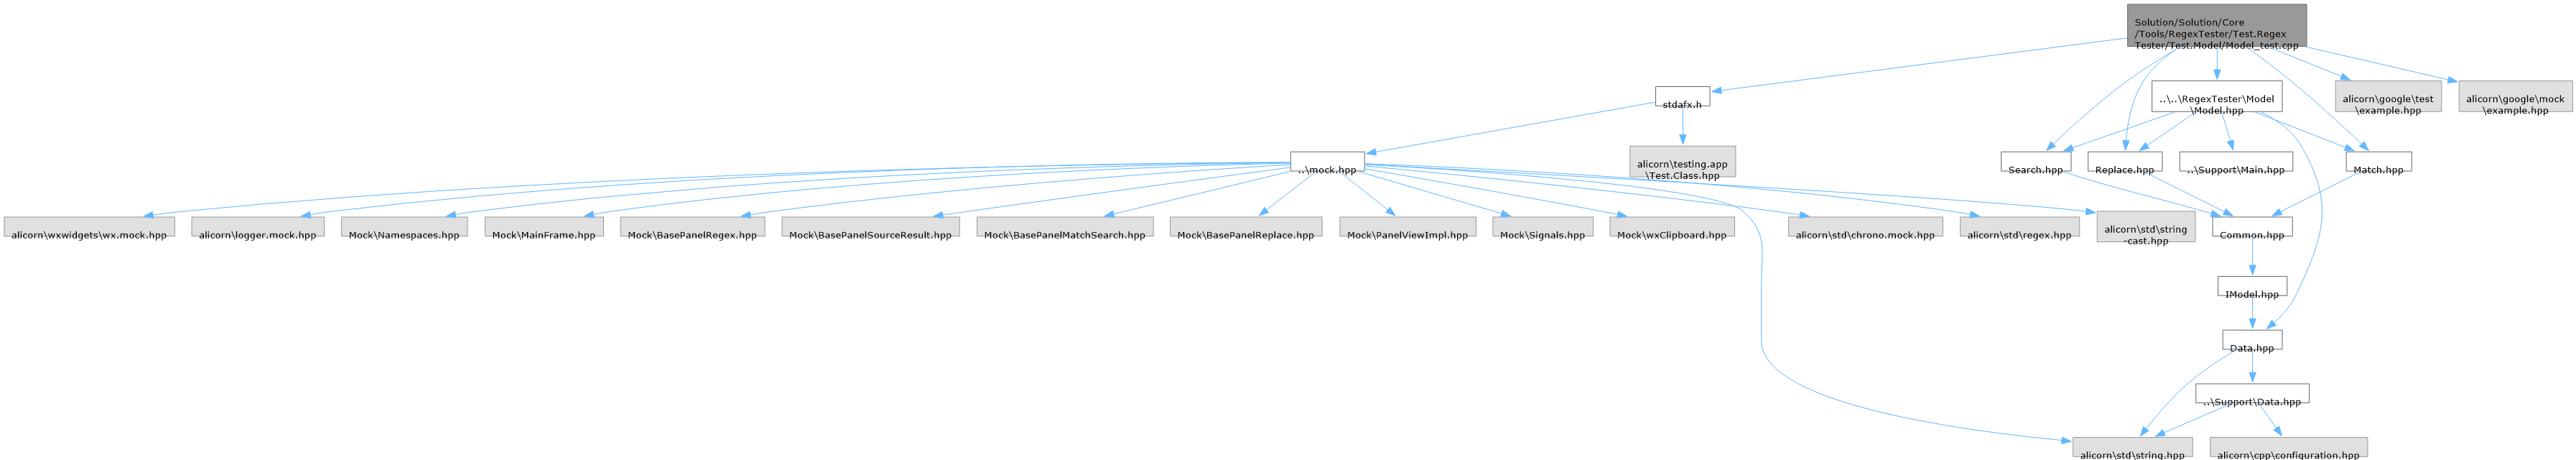 Solution/Solution/Core
/Tools/RegexTester/Test.Regex
Tester/Test.Model/Model_test.cpp
stdafx.h
..\..\RegexTester\Model
\Model.hpp
alicorn\google\test
\example.hpp
alicorn\google\mock
\example.hpp
..\mock.hpp
alicorn\testing.app
\Test.Class.hpp
Search.hpp
Replace.hpp
..\Support\Main.hpp
Match.hpp
alicorn\wxwidgets\wx.mock.hpp
alicorn\logger.mock.hpp
Mock\Namespaces.hpp
Mock\MainFrame.hpp
Mock\BasePanelRegex.hpp
Mock\BasePanelSourceResult.hpp
Mock\BasePanelMatchSearch.hpp
Mock\BasePanelReplace.hpp
Mock\PanelViewImpl.hpp
Mock\Signals.hpp
Mock\wxClipboard.hpp
alicorn\std\chrono.mock.hpp
alicorn\std\regex.hpp
alicorn\std\string
-cast.hpp
Common.hpp
IModel.hpp
Data.hpp
..\Support\Data.hpp
alicorn\std\string.hpp
alicorn\cpp\configuration.hpp